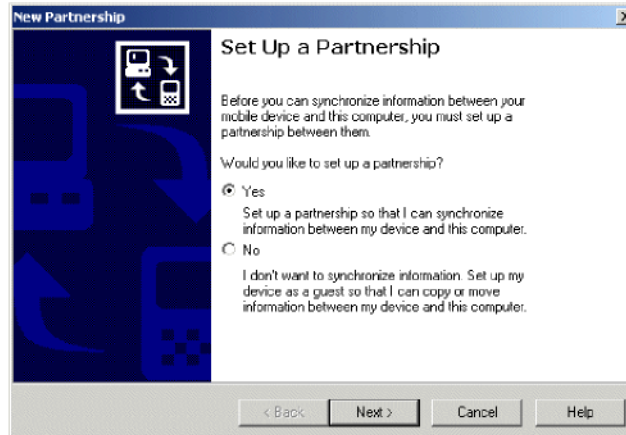 New Partnership
Set Up a Partnership
Before you can synchronize information between your
mobile device and this computer, you must set up a
partnership between them.
Would you like to set up a partnership?
Yes
Set up a partnership so that I can synchronize
information between my device and this computer.
No
I don't want to synchronize information. Set up my
device as a guest so that I can copy or move
information between my device and this computer.
< Back
Next >
Cancel
Help